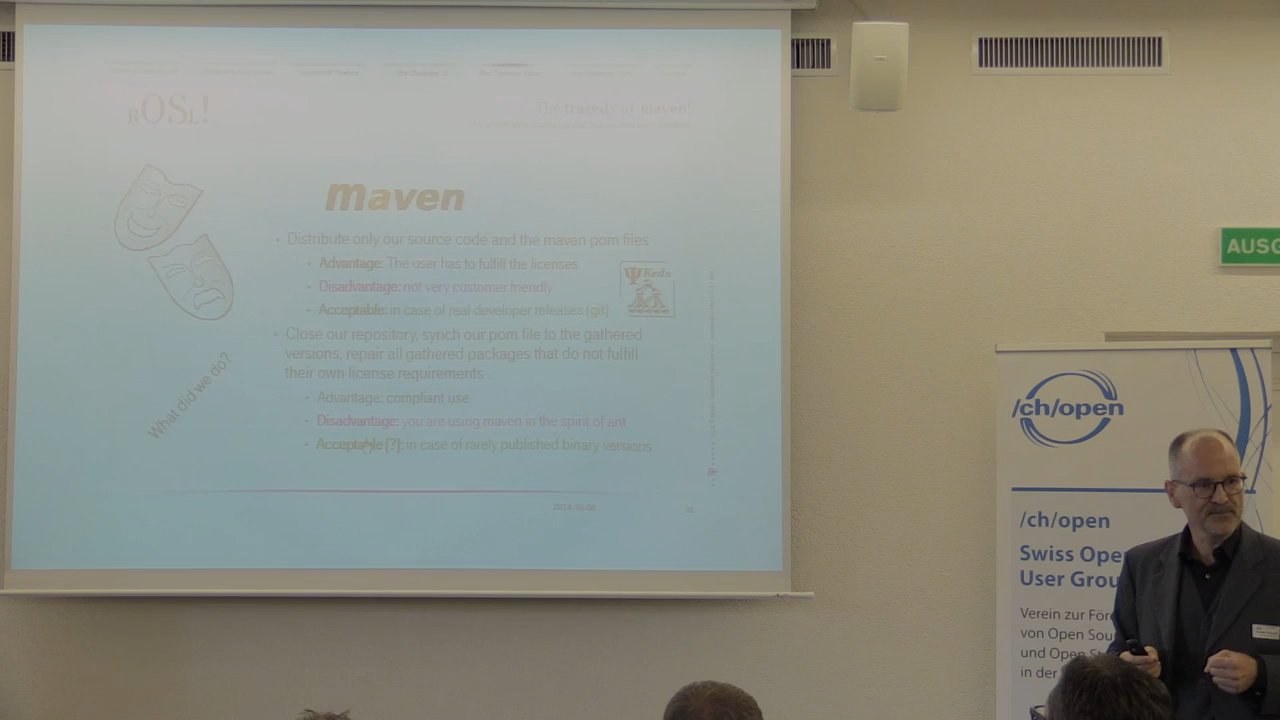 ROSL!
The tragedy of maven!
maven
Distribute only our source code and the maven pom files
Advantage: The user has to fulfill the licenses
Disadvantage: not very customer friendly
Acceptable: in case of real developer releases (git)
Kedz
Close our repository, synch our pom file to the gathered
versions, repair all gathered packages that do not fulfill
their own license requirements
Advantage: compliant use
Disadvantage: you are using maven in the spirit of ant
Acceptable [?]: in case of rarely published binary versions
What did we do?
AUSG
/ch/open
/ch/open
Swiss Ope
User Grou
Verein zur För
von Open Sou
und Open St
in der